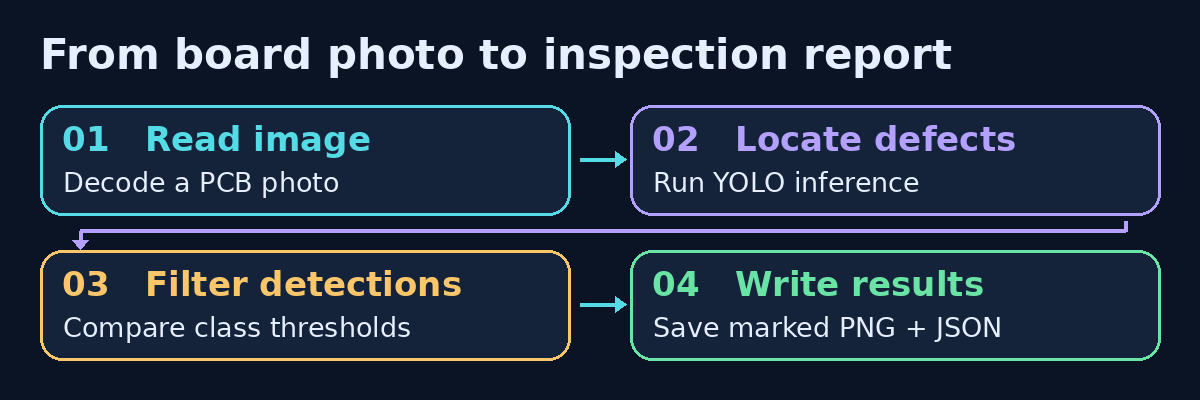 From board photo to inspection report
01 Read image
Decode a PCB photo
02 Locate defects
Run YOLO inference
03 Filter detections
Compare class thresholds
04 Write results
Save marked PNG + JSON